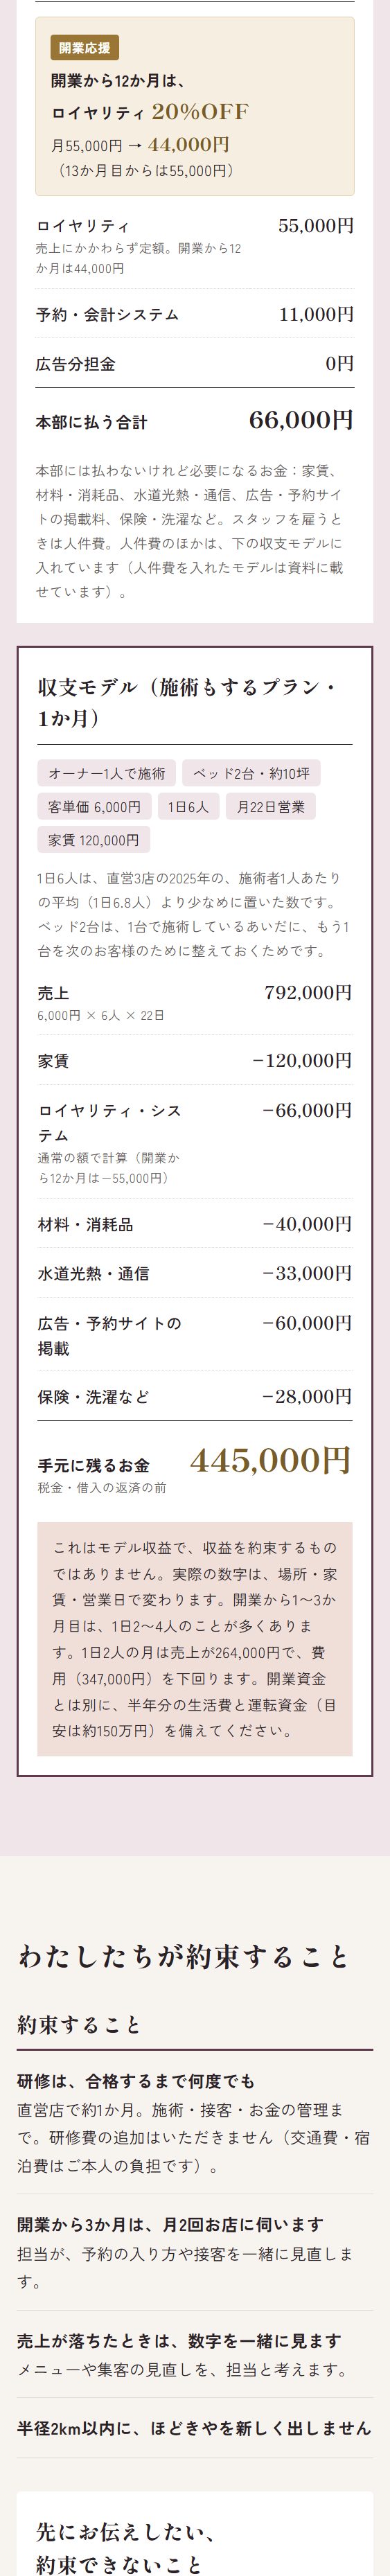 開業応援
開業から12か月は、
ロイヤリティ 20%OFF
月55,000円 → 44,000円
（13か月目からは55,000円）
ロイヤリティ 55,000円
売上にかかわらず定額。開業から12
か月は44,000円
予約・会計システム 11,000円
広告分担金 0円
本部に払う合計 66,000円
本部には払わないけれど必要になるお金：家賃、
材料・消耗品、水道光熱・通信、広告・予約サイ
トの掲載料、保険・洗濯など。スタッフを雇うと
きは人件費。人件費のほかは、下の収支モデルに
入れています（人件費を入れたモデルは資料に載
せています）。
収支モデル（施術もするプラン・
1か月）
オーナー1人で施術 ベッド2台・約10坪
客単価 6,000円 1日6人 月22日営業
家賃 120,000円
1日6人は、直営3店の2025年の、施術者1人あたり
の平均（1日6.8人）より少なめに置いた数です。
ベッド2台は、1台で施術しているあいだに、もう1
台を次のお客様のために整えておくためです。
売上 792,000円
6,000円 × 6人 × 22日
家賃 −120,000円
ロイヤリティ・シス −66,000円
テム
通常の額で計算（開業か
ら12か月は−55,000円）
材料・消耗品 −40,000円
水道光熱・通信 −33,000円
広告・予約サイトの −60,000円
掲載
保険・洗濯など −28,000円
手元に残るお金 445,000円
税金・借入の返済の前
これはモデル収益で、収益を約束するもの
ではありません。実際の数字は、場所・家
賃・営業日で変わります。開業から1〜3か
月目は、1日2〜4人のことが多くありま
す。1日2人の月は売上が264,000円で、費
用（347,000円）を下回ります。開業資金
とは別に、半年分の生活費と運転資金（目
安は約150万円）を備えてください。
わたしたちが約束すること
約束すること
研修は、合格するまで何度でも
直営店で約1か月。施術・接客・お金の管理ま
で。研修費の追加はいただきません（交通費・宿
泊費はご本人の負担です）。
開業から3か月は、月2回お店に伺います
担当が、予約の入り方や接客を一緒に見直しま
す。
売上が落ちたときは、数字を一緒に見ます
メニューや集客の見直しを、担当と考えます。
半径2km以内に、ほどきやを新しく出しません
先にお伝えしたい、
約束できないこと